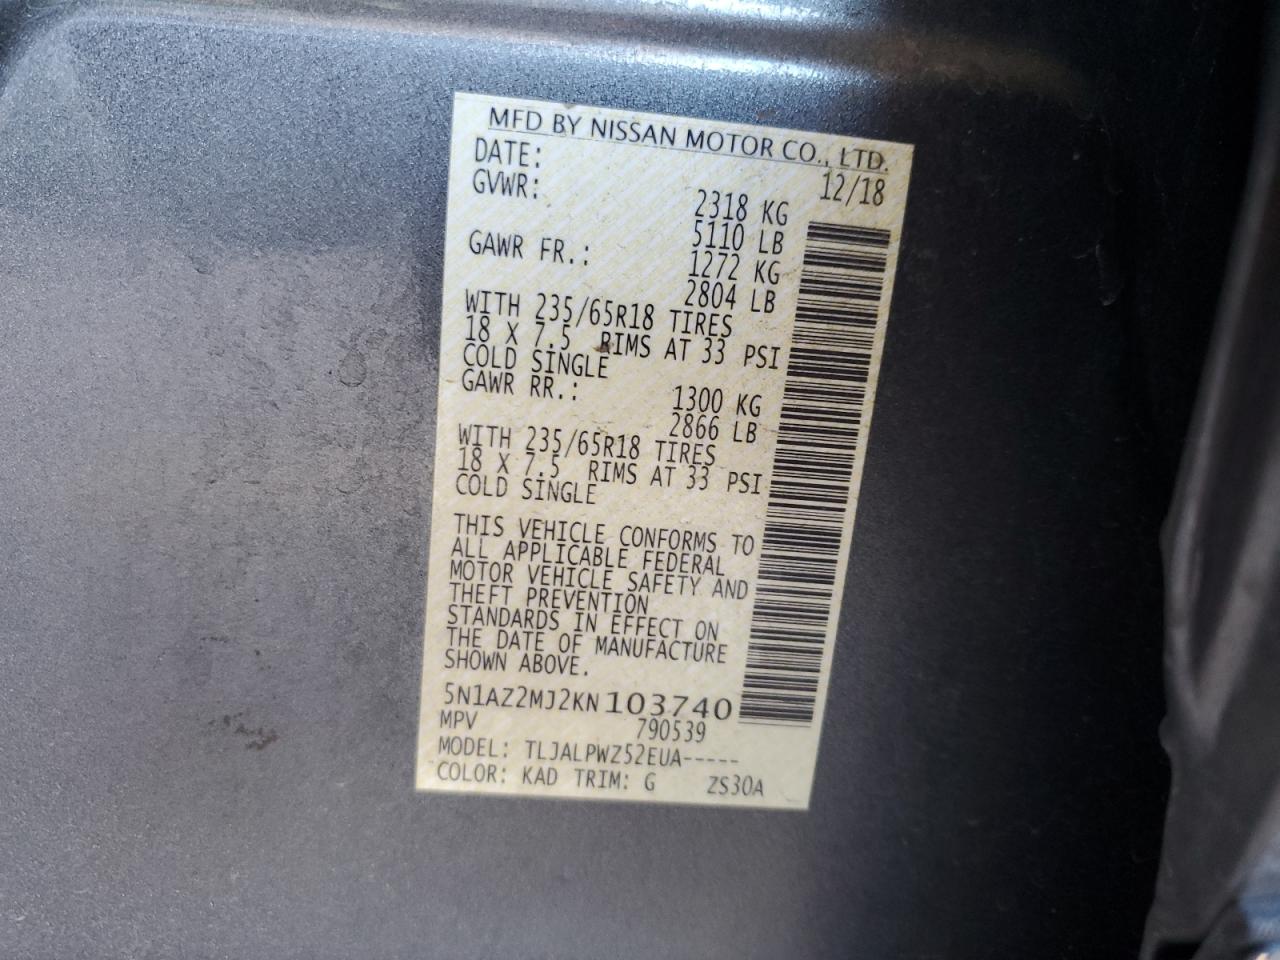 MFD BY NISSAN MOTOR CO., LTD.
DATE: 12/18
GVWR: 2318 KG
5110 LB
GAWR FR.: 1272 KG
2804 LB
WITH 235/65R18 TIRES
18 X 7.5 RIMS AT 33 PSI
COLD SINGLE
GAWR RR.: 1300 KG
2866 LB
WITH 235/65R18 TIRES
18 X 7.5 RIMS AT 33 PSI
COLD SINGLE
THIS VEHICLE CONFORMS TO
ALL APPLICABLE FEDERAL
MOTOR VEHICLE SAFETY AND
THEFT PREVENTION
STANDARDS IN EFFECT ON
THE DATE OF MANUFACTURE
SHOWN ABOVE.
5N1AZ2MJ2KN103740
MPV 790539
MODEL: TLJALPWZ52EUA-----
COLOR: KAD TRIM: G ZS30A